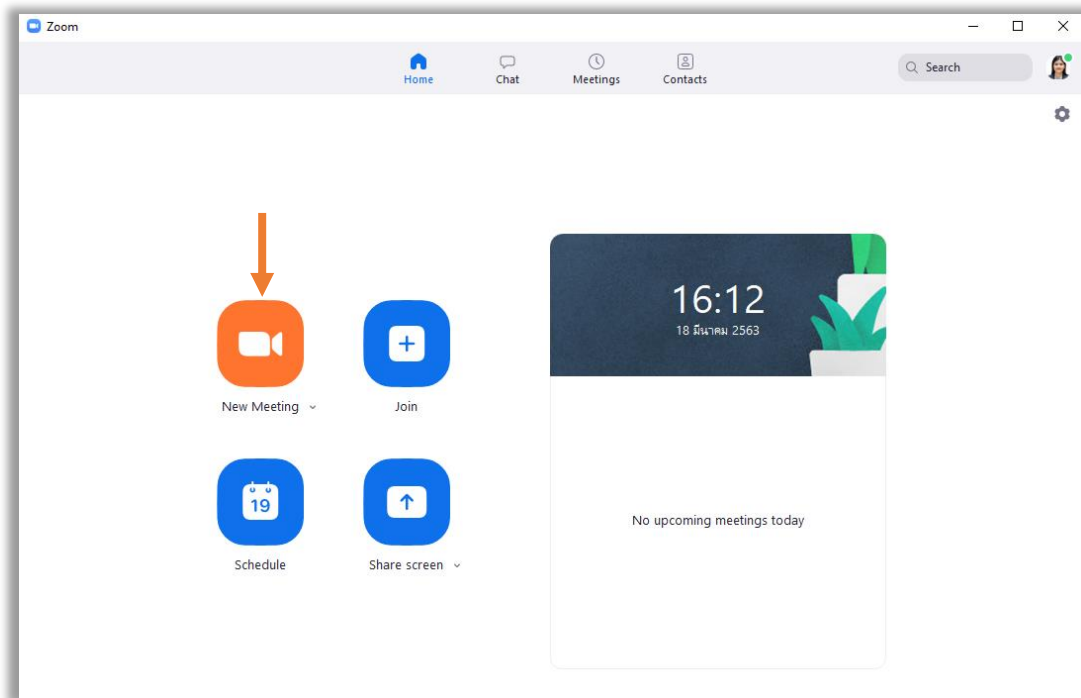 Zoom
Home
Chat
Meetings
Contacts
Search
16:12
18 มีนาคม 2563
New Meeting
Join
19
Schedule
Share screen
No upcoming meetings today